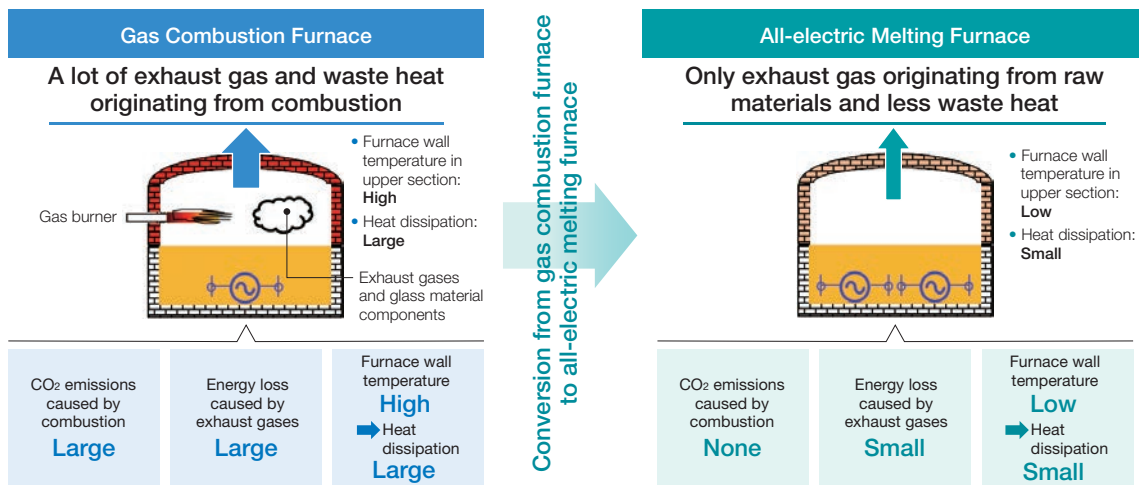 Gas Combustion Furnace
A lot of exhaust gas and waste heat
originating from combustion
• Furnace wall
temperature in
upper section:
High
• Heat dissipation:
Large
Gas burner
Exhaust gases
and glass material
components
CO₂ emissions
caused by
combustion
Large
Energy loss
caused by
exhaust gases
Large
Furnace wall
temperature
High
Heat
dissipation
Large
Conversion from gas combustion furnace
to all-electric melting furnace
All-electric Melting Furnace
Only exhaust gas originating from raw
materials and less waste heat
• Furnace wall
temperature in
upper section:
Low
• Heat dissipation:
Small
CO₂ emissions
caused by
combustion
None
Energy loss
caused by
exhaust gases
Small
Furnace wall
temperature
Low
Heat
dissipation
Small